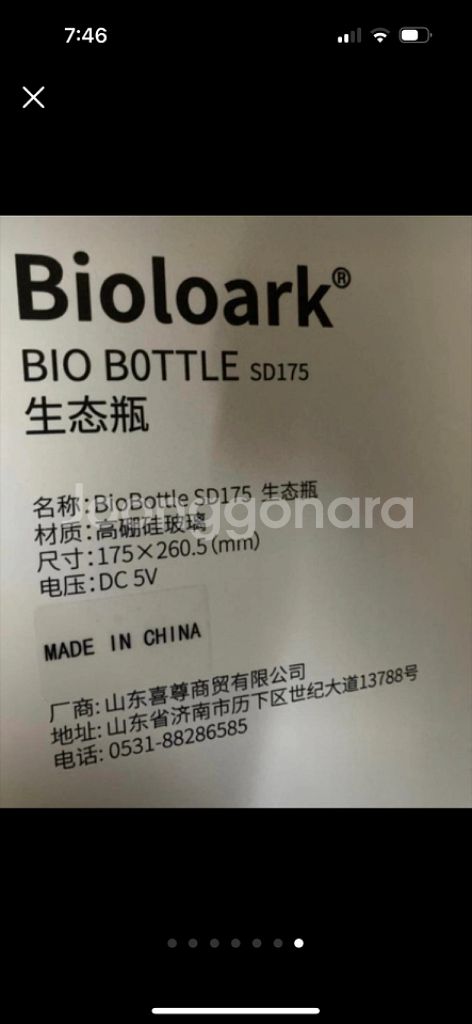 7:46
Bioloark®
BIO B0TTLE SD175
生态瓶
名称：BioBottle SD175 生态瓶
材质：高硼硅玻璃
尺寸：175×260.5(mm)
电压：DC 5V
joonggonara
MADE IN CHINA
厂商: 山东喜尊商贸有限公司
地址: 山东省济南市历下区世纪大道13788号
电话: 0531-88286585